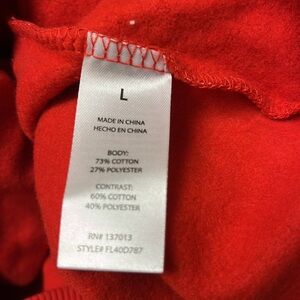 L
MADE IN CHINA
HECHO EN CHINA
BODY:
73% COTTON
27% POLYESTER
CONTRAST:
60% COTTON
40% POLYESTER
RN# 137013
STYLE# FL40D787